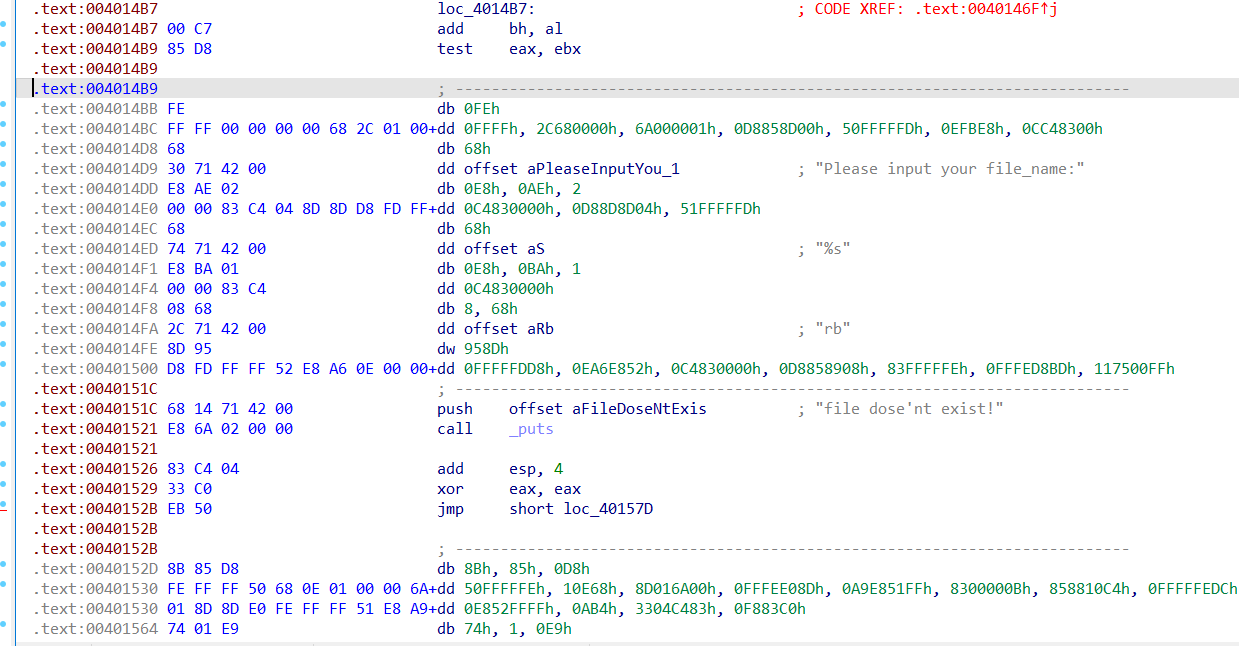 .text:004014B7 loc_4014B7: ; CODE XREF: .text:0040146F↑j
.text:004014B7 00 C7 add bh, al
.text:004014B9 85 D8 test eax, ebx
.text:004014B9
.text:004014B9 ; ---------------------------------------------------------------------------
.text:004014BB FE db 0FEh
.text:004014BC FF FF 00 00 00 00 68 2C 01 00+dd 0FFFFh, 2C680000h, 6A000001h, 0D8858D00h, 50FFFFFDh, 0EFBE8h, 0CC48300h
.text:004014D8 68 db 68h
.text:004014D9 30 71 42 00 dd offset aPleaseInputYou_1 ; "Please input your file_name:"
.text:004014DD E8 AE 02 db 0E8h, 0AEh, 2
.text:004014E0 00 00 83 C4 04 8D 8D D8 FD FF+dd 0C4830000h, 0D88D8D04h, 51FFFFFDh
.text:004014EC 68 db 68h
.text:004014ED 74 71 42 00 dd offset aS ; "%s"
.text:004014F1 E8 BA 01 db 0E8h, 0BAh, 1
.text:004014F4 00 00 83 C4 dd 0C4830000h
.text:004014F8 08 68 db 8, 68h
.text:004014FA 2C 71 42 00 dd offset aRb ; "rb"
.text:004014FE 8D 95 dw 958Dh
.text:00401500 D8 FD FF FF 52 E8 A6 0E 00 00+dd 0FFFFFDD8h, 0EA6E852h, 0C4830000h, 0D8858908h, 83FFFFFEh, 0FFFED8BDh, 117500FFh
.text:0040151C ; ---------------------------------------------------------------------------
.text:0040151C 68 14 71 42 00 push offset aFileDoseNtExis ; "file dose'nt exist!"
.text:00401521 E8 6A 02 00 00 call _puts
.text:00401521
.text:00401526 83 C4 04 add esp, 4
.text:00401529 33 C0 xor eax, eax
.text:0040152B EB 50 jmp short loc_40157D
.text:0040152B
.text:0040152B ; ---------------------------------------------------------------------------
.text:0040152D 8B 85 D8 db 8Bh, 85h, 0D8h
.text:00401530 FE FF FF 50 68 0E 01 00 00 6A+dd 50FFFFFEh, 10E68h, 8D016A00h, 0FFFEE08Dh, 0A9E851FFh, 8300000Bh, 858810C4h, 0FFFFFEDCh
.text:00401530 01 8D 8D E0 FE FF FF 51 E8 A9+dd 0E852FFFFh, 0AB4h, 3304C483h, 0F883C0h
.text:00401564 74 01 E9 db 74h, 1, 0E9h